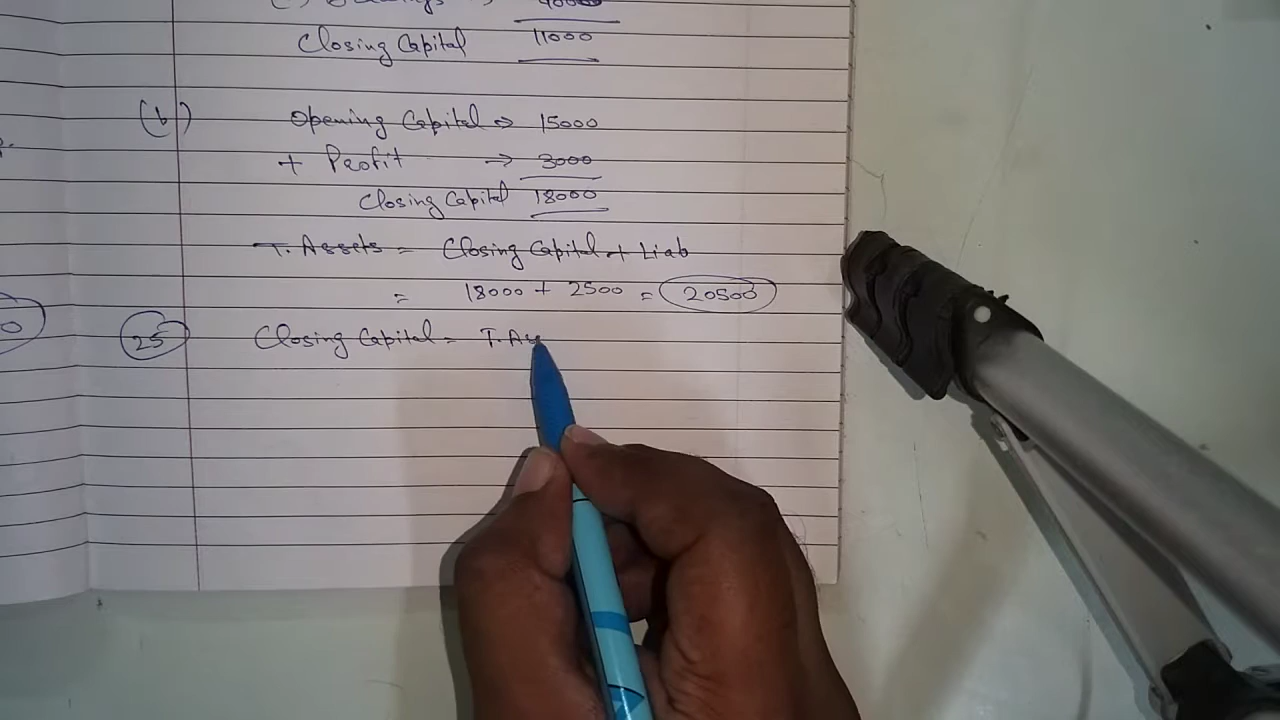 Closing Capital 11000
(b) Opening Capital → 15000
+ Profit → 3000
Closing Capital 18000
T. Assets = Closing Capital + Liab
= 18000 + 2500 = 20500
25 Closing Capital = T. Ass